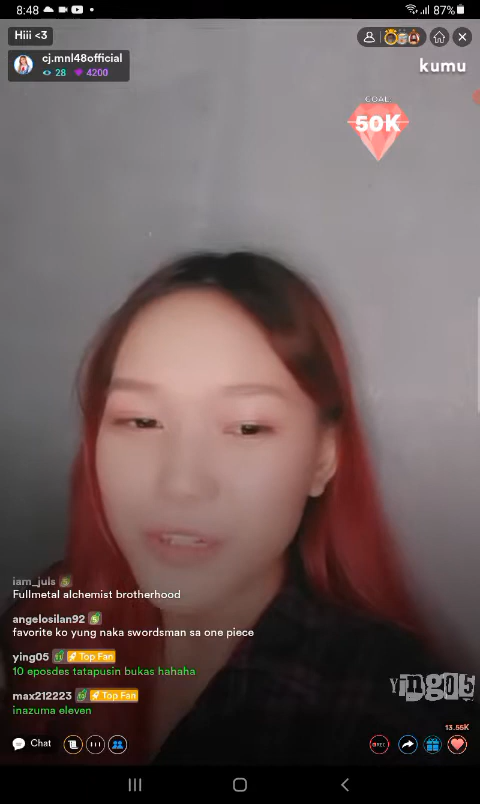 8:48
87%
Hiii <3
cj.mnl48official
28 4200
kumu
GOAL
50K
iam_juls
Fullmetal alchemist brotherhood
angelosilan92
favorite ko yung naka swordsman sa one piece
ying05 Top Fan
10 eposdes tatapusin bukas hahaha
max212223 Top Fan
inazuma eleven
Ying05
13.56K
Chat